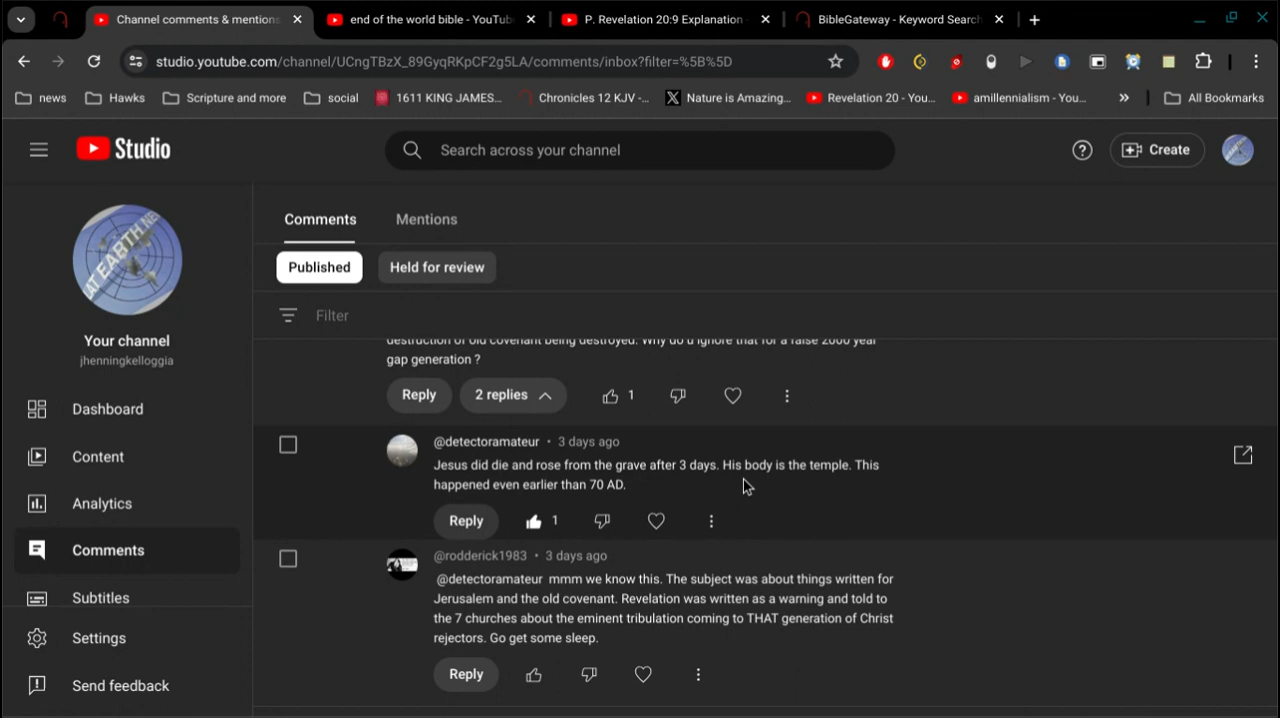 Channel comments & mentions
end of the world bible - YouTub
P. Revelation 20:9 Explanation
BibleGateway - Keyword Search
studio.youtube.com/channel/UCngTBzX_89GyqRKpCF2g5LA/comments/inbox?filter=%5B%5D
news
Hawks
Scripture and more
social
1611 KING JAMES...
Chronicles 12 KJV -...
Nature is Amazing...
Revelation 20 - You...
amillennialism - You...
»
All Bookmarks
Studio
Search across your channel
Create
AT EARTH.NE
Your channel
jhenningkelloggia
Dashboard
Content
Analytics
Comments
Subtitles
Settings
Send feedback
Comments
Mentions
Published
Held for review
Filter
destruction of old covenant being destroyed. Why do u ignore that for a false 2000 year
gap generation ?
Reply
2 replies
1
@detectoramateur • 3 days ago
Jesus did die and rose from the grave after 3 days. His body is the temple. This
happened even earlier than 70 AD.
Reply
1
@rodderick1983 • 3 days ago
@detectoramateur mmm we know this. The subject was about things written for
Jerusalem and the old covenant. Revelation was written as a warning and told to
the 7 churches about the eminent tribulation coming to THAT generation of Christ
rejectors. Go get some sleep.
Reply